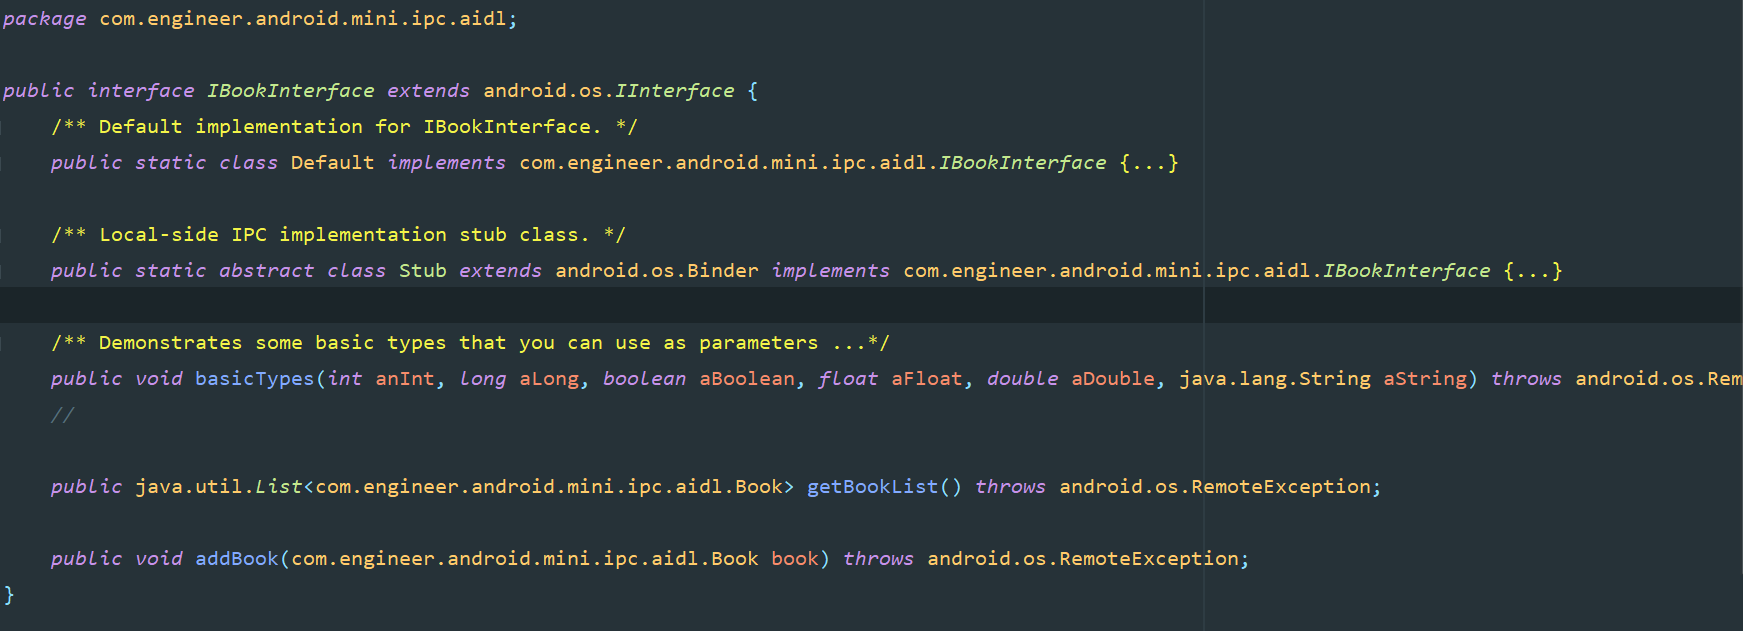 package com.engineer.android.mini.ipc.aidl;
public interface IBookInterface extends android.os.IInterface {
/** Default implementation for IBookInterface. */
public static class Default implements com.engineer.android.mini.ipc.aidl.IBookInterface {...}
/** Local-side IPC implementation stub class. */
public static abstract class Stub extends android.os.Binder implements com.engineer.android.mini.ipc.aidl.IBookInterface {...}
/** Demonstrates some basic types that you can use as parameters ...*/
public void basicTypes(int anInt, long aLong, boolean aBoolean, float aFloat, double aDouble, java.lang.String aString) throws android.os.Rem
//
public java.util.List<com.engineer.android.mini.ipc.aidl.Book> getBookList() throws android.os.RemoteException;
public void addBook(com.engineer.android.mini.ipc.aidl.Book book) throws android.os.RemoteException;
}